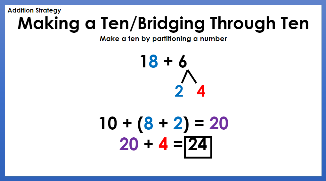 Addition Strategy
Making a Ten/Bridging Through Ten
Make a ten by partitioning a number
18 + 6
2 4
10 + (8 + 2) = 20
20 + 4 = 24